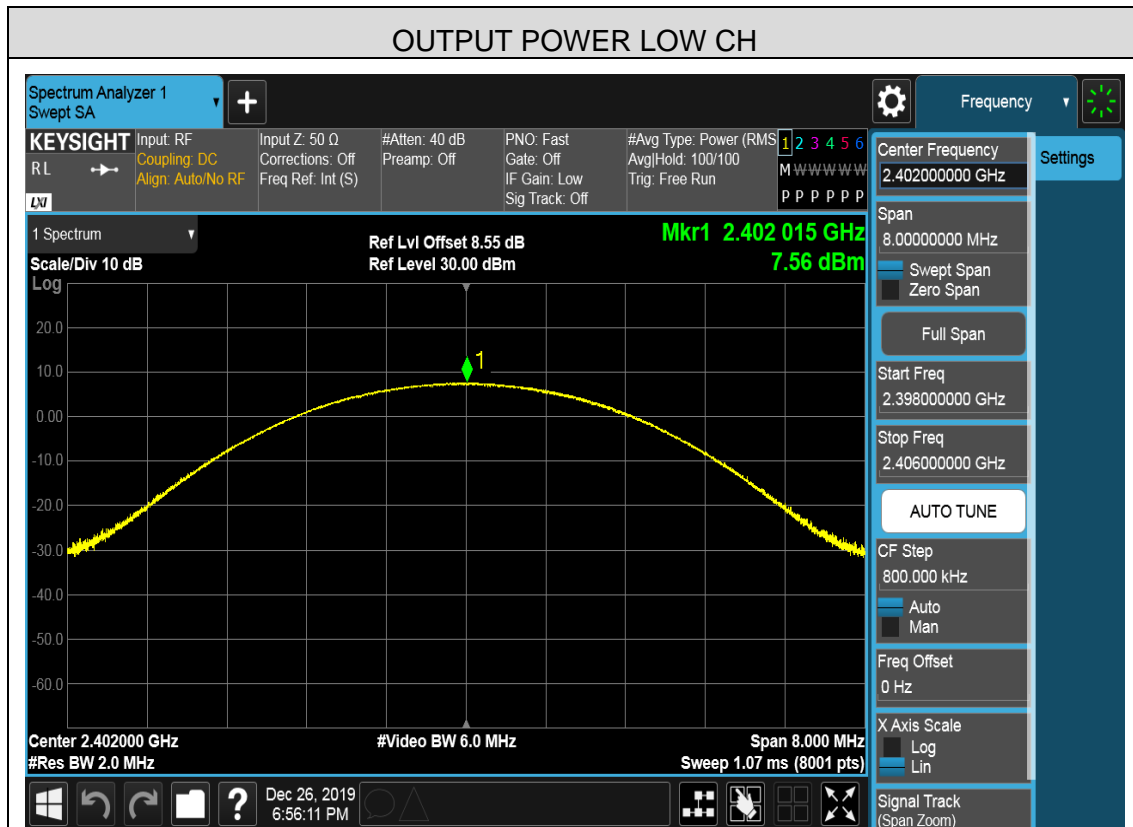 OUTPUT POWER LOW CH
Spectrum Analyzer 1
Swept SA
+
Frequency
KEYSIGHT
RL
LXI
Input: RF
Coupling: DC
Align: Auto/No RF
Input Z: 50 Ω
Corrections: Off
Freq Ref: Int (S)
#Atten: 40 dB
Preamp: Off
PNO: Fast
Gate: Off
IF Gain: Low
Sig Track: Off
#Avg Type: Power (RMS
Avg|Hold: 100/100
Trig: Free Run
1 2 3 4 5 6
M W W W W W
P P P P P P
Center Frequency
2.402000000 GHz
Settings
Span
8.00000000 MHz
Swept Span
Zero Span
Full Span
Start Freq
2.398000000 GHz
Stop Freq
2.406000000 GHz
AUTO TUNE
CF Step
800.000 kHz
Auto
Man
Freq Offset
0 Hz
X Axis Scale
Log
Lin
Signal Track
(Span Zoom)
1 Spectrum
Scale/Div 10 dB
Ref Lvl Offset 8.55 dB
Ref Level 30.00 dBm
Mkr1 2.402 015 GHz
7.56 dBm
Log
20.0
10.0
0.00
-10.0
-20.0
-30.0
-40.0
-50.0
-60.0
1
Center 2.402000 GHz
#Video BW 6.0 MHz
Span 8.000 MHz
#Res BW 2.0 MHz
Sweep 1.07 ms (8001 pts)
?
Dec 26, 2019
6:56:11 PM